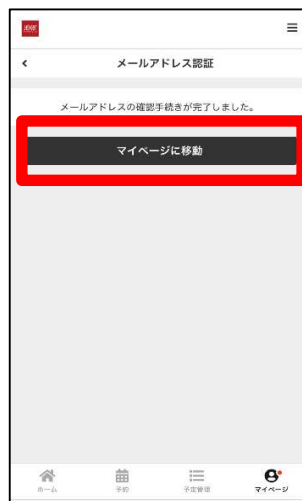 メールアドレス認証
メールアドレスの確認手続きが完了しました。
マイページに移動
ホーム
予約
予定管理
マイページ